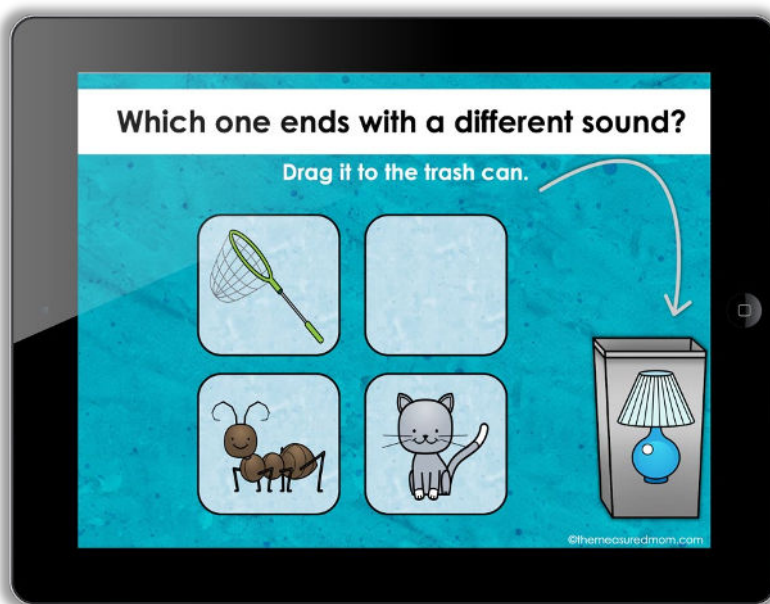 Which one ends with a different sound?
Drag it to the trash can.
©themeasuredmom.com